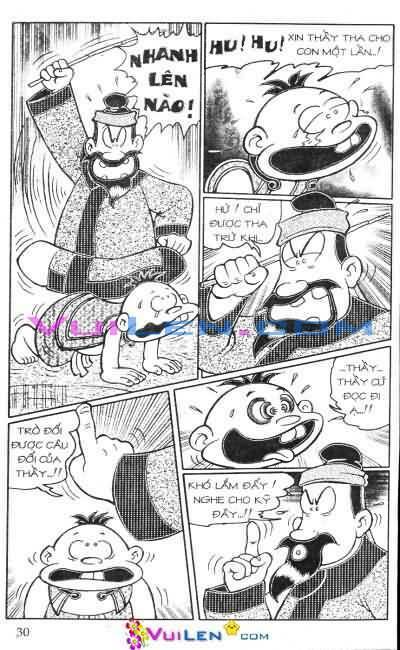 NHANH
LÊN
NÀO!
HU! HU!
XIN THẦY THA CHO
CON MỘT LẦN..!
HỨ! CHỈ
ĐƯỢC THA
TRỪ KHI...
VUILEN.COM
...THẦY...
THẦY CỨ
ĐỌC ĐI
Ạ...!!
TRÒ ĐỐI
ĐƯỢC CÂU
ĐỐI CỦA
THẦY...!!
KHÓ LẮM ĐẤY!
NGHE CHO KỸ
ĐÂY...!!
30
VUILEN.COM